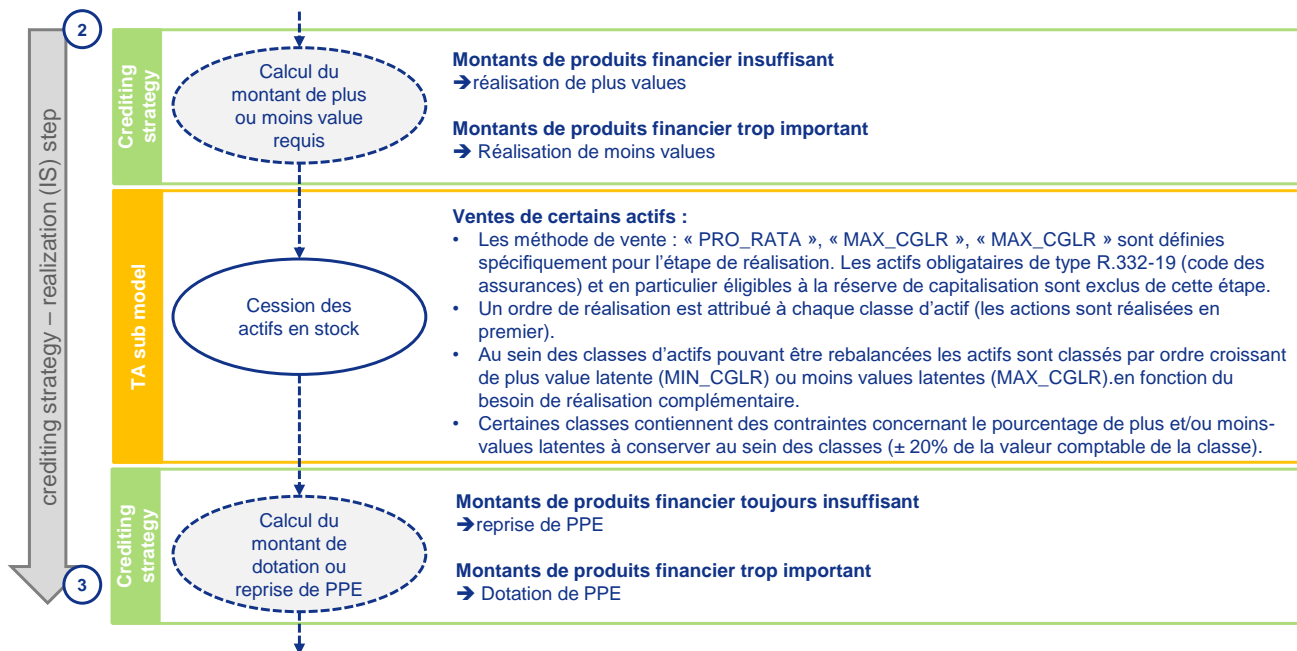 2
crediting strategy – realization (IS) step
3
Crediting
strategy
Calcul du
montant de plus
ou moins value
requis
Montants de produits financier insuffisant
➔réalisation de plus values
Montants de produits financier trop important
➔ Réalisation de moins values
TA sub model
Cession des
actifs en stock
Ventes de certains actifs :
• Les méthode de vente : « PRO_RATA », « MAX_CGLR », « MAX_CGLR » sont définies
spécifiquement pour l'étape de réalisation. Les actifs obligataires de type R.332-19 (code des
assurances) et en particulier éligibles à la réserve de capitalisation sont exclus de cette étape.
• Un ordre de réalisation est attribué à chaque classe d'actif (les actions sont réalisées en
premier).
• Au sein des classes d'actifs pouvant être rebalancées les actifs sont classés par ordre croissant
de plus value latente (MIN_CGLR) ou moins values latentes (MAX_CGLR).en fonction du
besoin de réalisation complémentaire.
• Certaines classes contiennent des contraintes concernant le pourcentage de plus et/ou moins-
values latentes à conserver au sein des classes (± 20% de la valeur comptable de la classe).
Crediting
strategy
Calcul du
montant de
dotation ou
reprise de PPE
Montants de produits financier toujours insuffisant
➔reprise de PPE
Montants de produits financier trop important
➔ Dotation de PPE